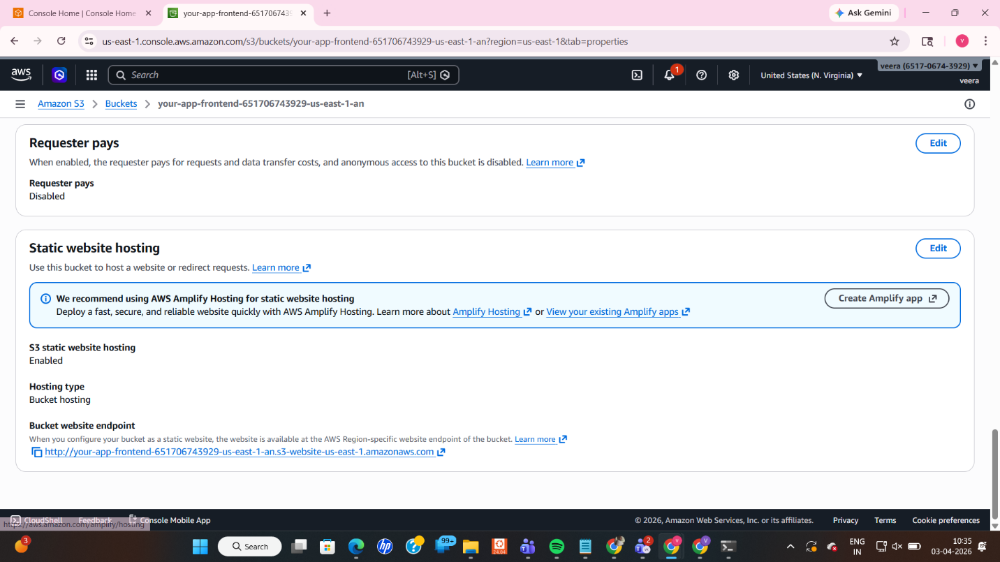 Console Home | Console Home
your-app-frontend-651706743929
Ask Gemini
us-east-1.console.aws.amazon.com/s3/buckets/your-app-frontend-651706743929-us-east-1-an?region=us-east-1&tab=properties
V
aws
Search
[Alt+S]
1
United States (N. Virginia)
veera (6517-0674-3929)
veera
Amazon S3
Buckets
your-app-frontend-651706743929-us-east-1-an
Requester pays
Edit
When enabled, the requester pays for requests and data transfer costs, and anonymous access to this bucket is disabled. Learn more
Requester pays
Disabled
Static website hosting
Edit
Use this bucket to host a website or redirect requests. Learn more
We recommend using AWS Amplify Hosting for static website hosting
Create Amplify app
Deploy a fast, secure, and reliable website quickly with AWS Amplify Hosting. Learn more about Amplify Hosting or View your existing Amplify apps
S3 static website hosting
Enabled
Hosting type
Bucket hosting
Bucket website endpoint
When you configure your bucket as a static website, the website is available at the AWS Region-specific website endpoint of the bucket. Learn more
http://your-app-frontend-651706743929-us-east-1-an.s3-website-us-east-1.amazonaws.com
CloudShell Feedback Console Mobile App
https://aws.amazon.com/amplify/hosting
© 2026, Amazon Web Services, Inc. or its affiliates. Privacy Terms Cookie preferences
3
Search
hp
99+
24.04
2
V
V
ENG
IN
10:35
03-04-2026